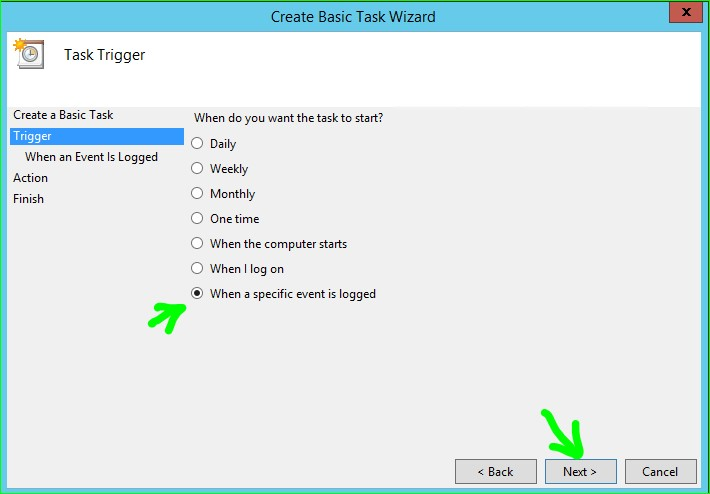 Create Basic Task Wizard
x
Task Trigger
Create a Basic Task
Trigger
When an Event Is Logged
Action
Finish
When do you want the task to start?
Daily
Weekly
Monthly
One time
When the computer starts
When I log on
When a specific event is logged
< Back
Next >
Cancel